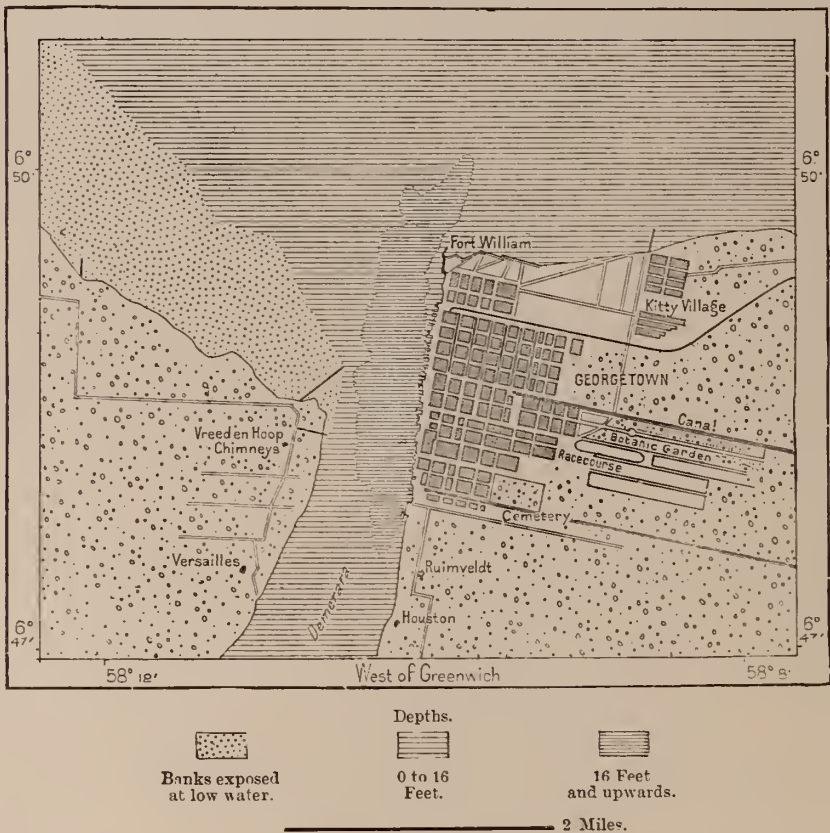 6°
50'
6°
50'
Fort William
Kitty Village
GEORGETOWN
Canal
Botanic Garden
Racecourse
Vreed en Hoop
Chimneys
Cemetery
Versailles
Ruimveldt
Demerara
Houston
6°
47'
6°
47'
58° 12'
West of Greenwich
58° 8'
Depths.
Banks exposed
at low water.
0 to 16
Feet.
16 Feet
and upwards.
2 Miles.